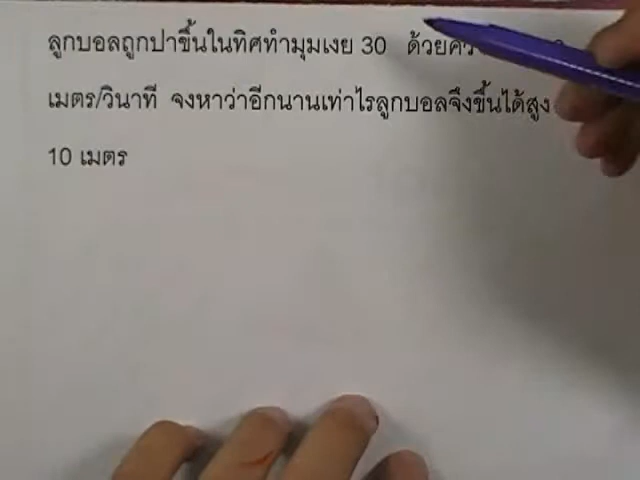 ลูกบอลถูกปาขึ้นในทิศทำมุมเงย 30 ด้วย
เมตร/วินาที จงหาว่าอีกนานเท่าไรลูกบอลจึงขึ้นได้สูง
10 เมตร